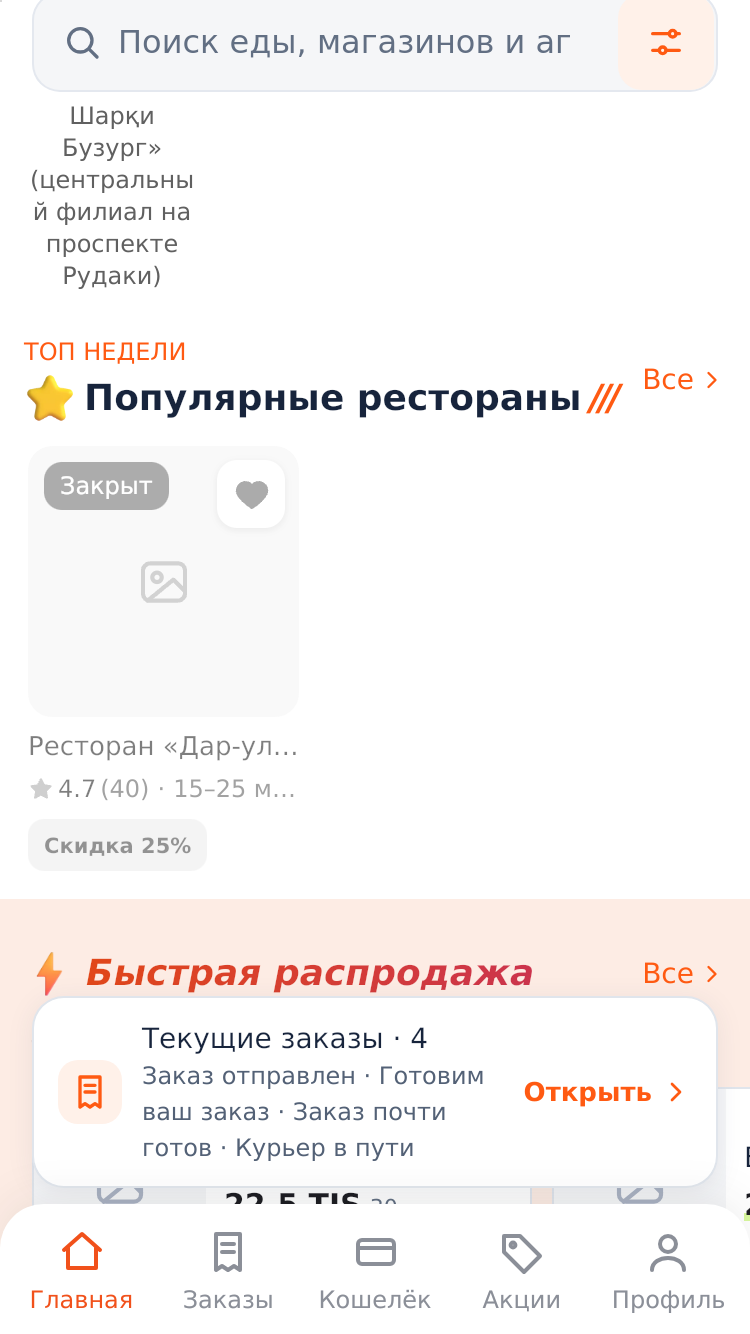 Поиск еды, магазинов и аг
Шарқи
Бузург»
(центральны
й филиал на
проспекте
Рудаки)
ТОП НЕДЕЛИ
Популярные рестораны
Все
Закрыт
Ресторан «Дар-ул…
4.7 (40) · 15–25 м…
Скидка 25%
Быстрая распродажа
Все
Текущие заказы · 4
Заказ отправлен · Готовим
ваш заказ · Заказ почти
готов · Курьер в пути
Открыть
Главная
Заказы
Кошелёк
Акции
Профиль